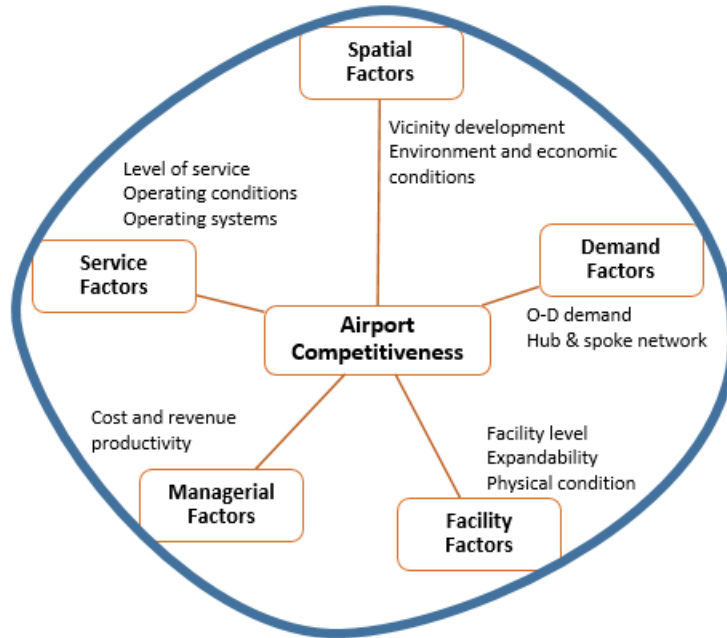 Spatial
Factors
Vicinity development
Environment and economic
conditions
Level of service
Operating conditions
Operating systems
Service
Factors
Demand
Factors
O-D demand
Hub & spoke network
Airport
Competitiveness
Cost and revenue
productivity
Managerial
Factors
Facility level
Expandability
Physical condition
Facility
Factors